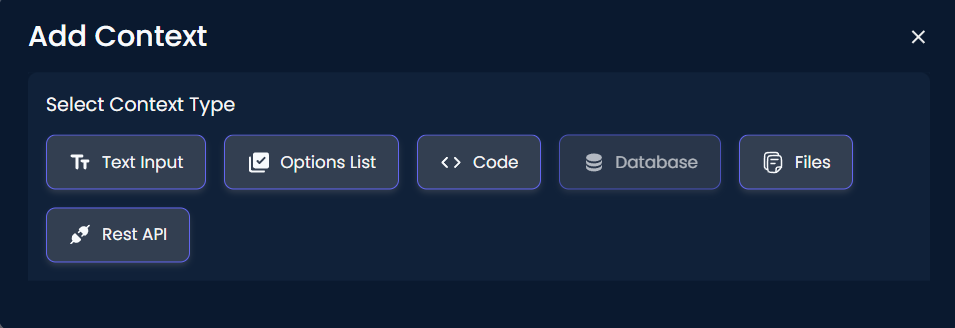 Add Context
Select Context Type
Text Input Options List Code Database Files
Rest API